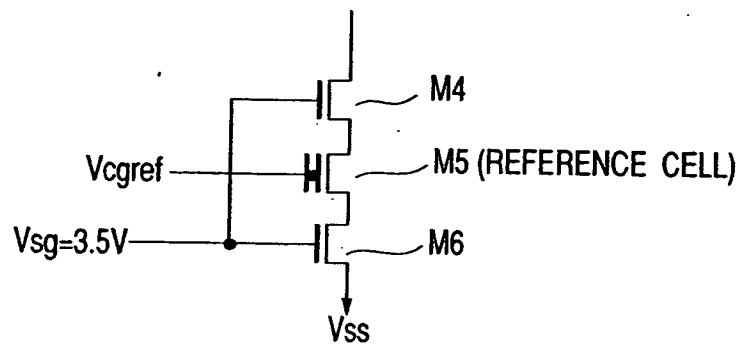 M4
Vcgref
M5 (REFERENCE CELL)
Vsg=3.5V
M6
Vss